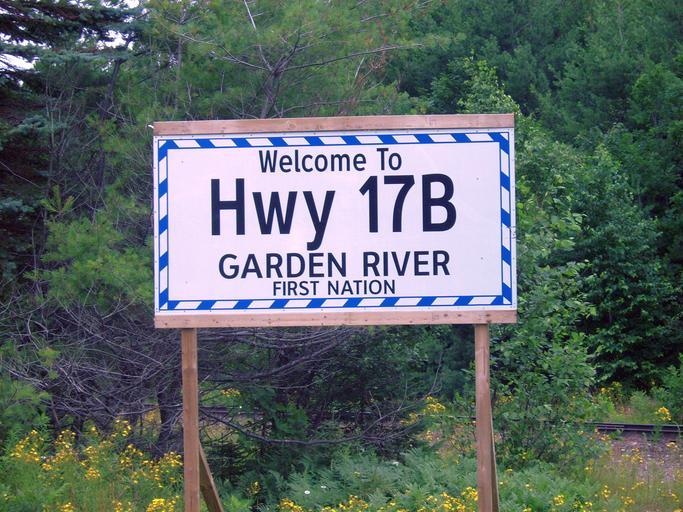 Welcome To
Hwy 17B
GARDEN RIVER
FIRST NATION